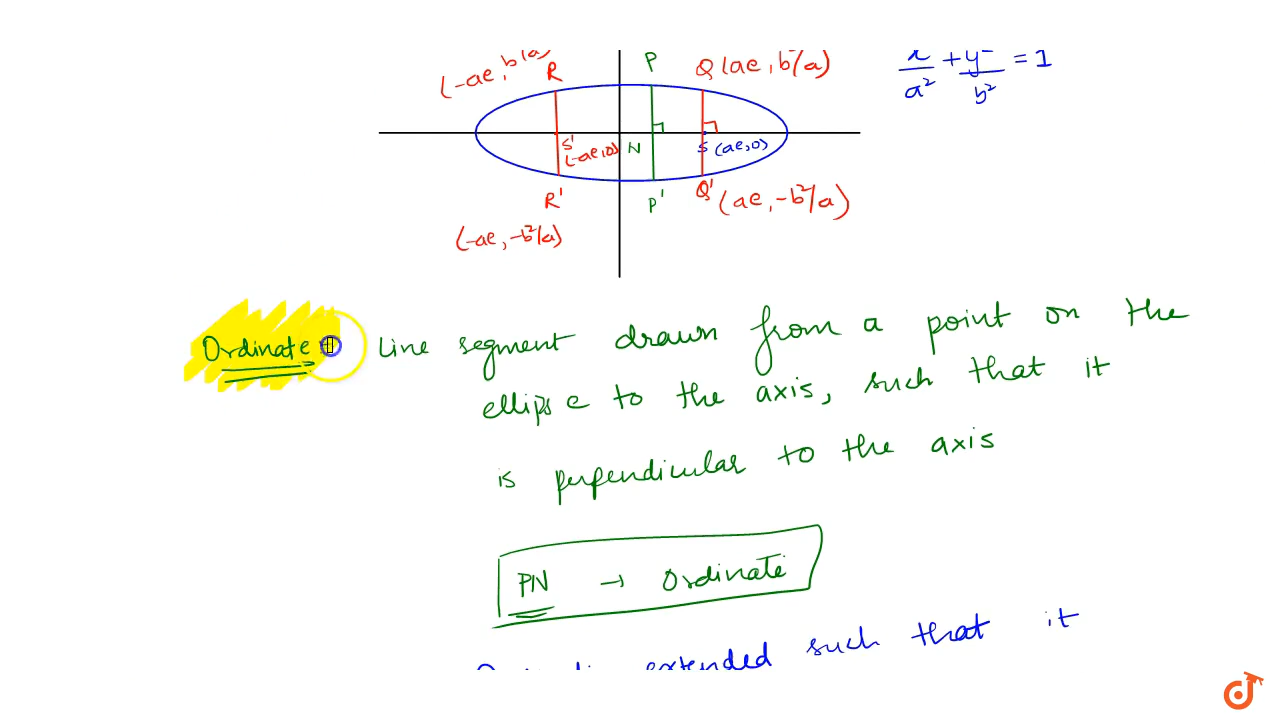 (-ae, b²/a)
R
P
Q (ae, b²/a)
x²/a² + y²/b² = 1
S'
(-ae,0)
N
S (ae,0)
R'
P'
Q'
(ae, -b²/a)
(-ae, -b²/a)
Ordinate Line segment drawn from a point on the
ellipse to the axis, such that it
is perpendicular to the axis
PN → Ordinate
extended such that it